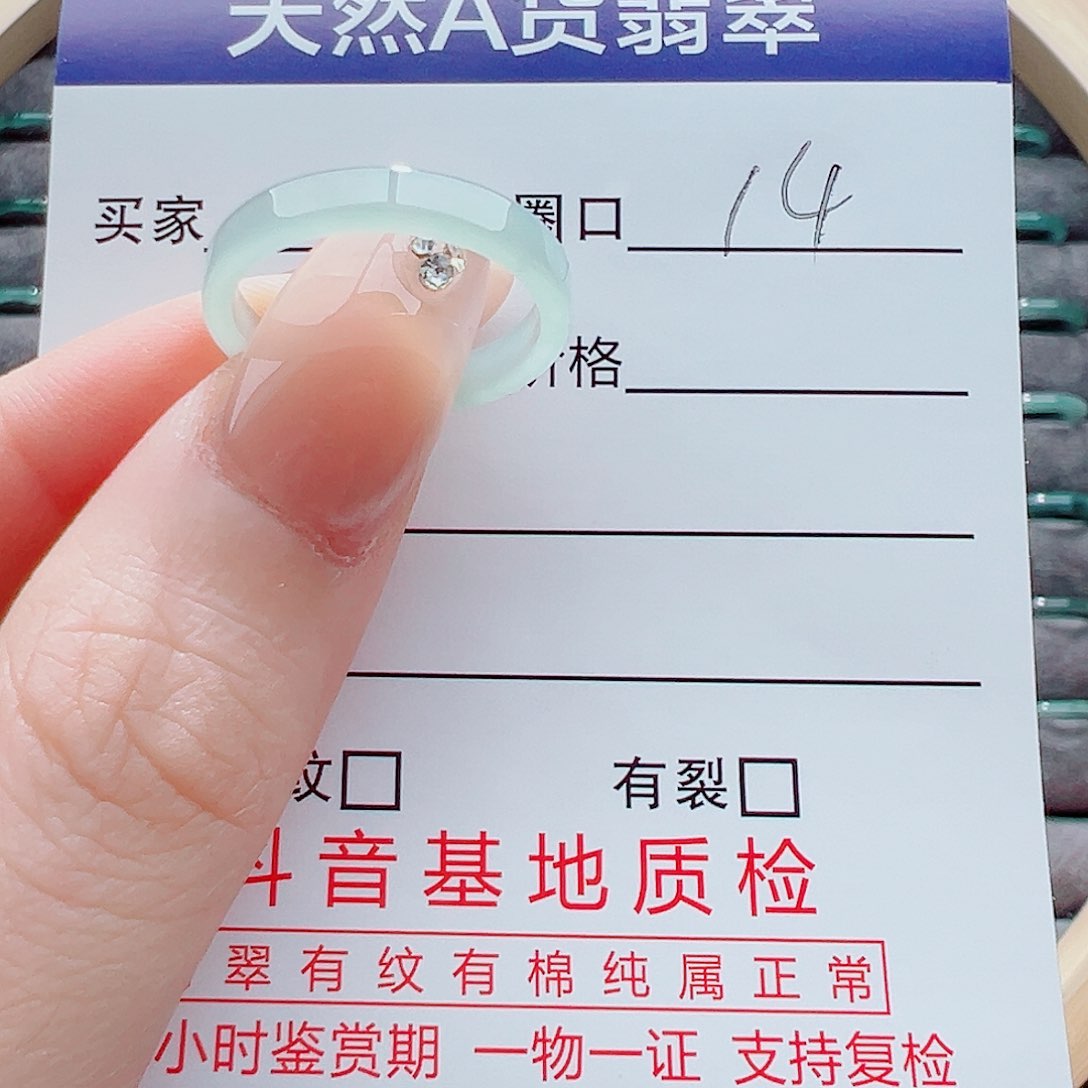 天然A货翡翠
买家 圈口 14
价格
纹 有裂
抖音基地质检
翠有纹有棉纯属正常
小时鉴赏期 一物一证 支持复检